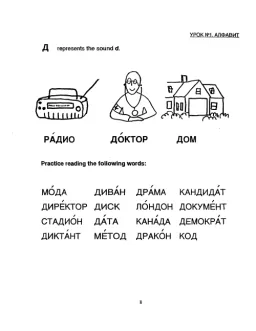 УРОК №1. АЛФАВИТ
Д represents the sound d.
РА́ДИО ДО́КТОР ДОМ
Practice reading the following words:
МО́ДА ДИВА́Н ДРА́МА КАНДИДА́Т
ДИРЕ́КТОР ДИСК ЛО́НДОН ДОКУМЕ́НТ
СТАДИО́Н ДА́ТА КАНА́ДА ДЕМОКРА́Т
ДИКТА́НТ МЕ́ТОД ДРАКО́Н КОД
8